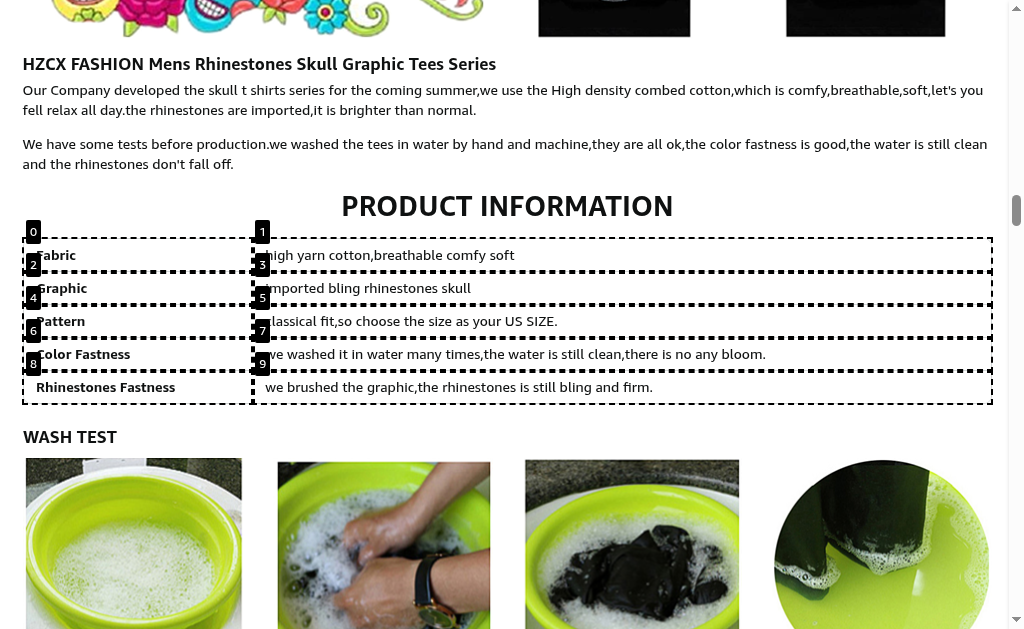 HZCX FASHION Mens Rhinestones Skull Graphic Tees Series
Our Company developed the skull t shirts series for the coming summer,we use the High density combed cotton,which is comfy,breathable,soft,let's you
fell relax all day.the rhinestones are imported,it is brighter than normal.
We have some tests before production.we washed the tees in water by hand and machine,they are all ok,the color fastness is good,the water is still clean
and the rhinestones don't fall off.
PRODUCT INFORMATION
0 1
Fabric high yarn cotton,breathable comfy soft
2 3
Graphic imported bling rhinestones skull
4 5
Pattern classical fit,so choose the size as your US SIZE.
6 7
Color Fastness we washed it in water many times,the water is still clean,there is no any bloom.
8 9
Rhinestones Fastness we brushed the graphic,the rhinestones is still bling and firm.
WASH TEST